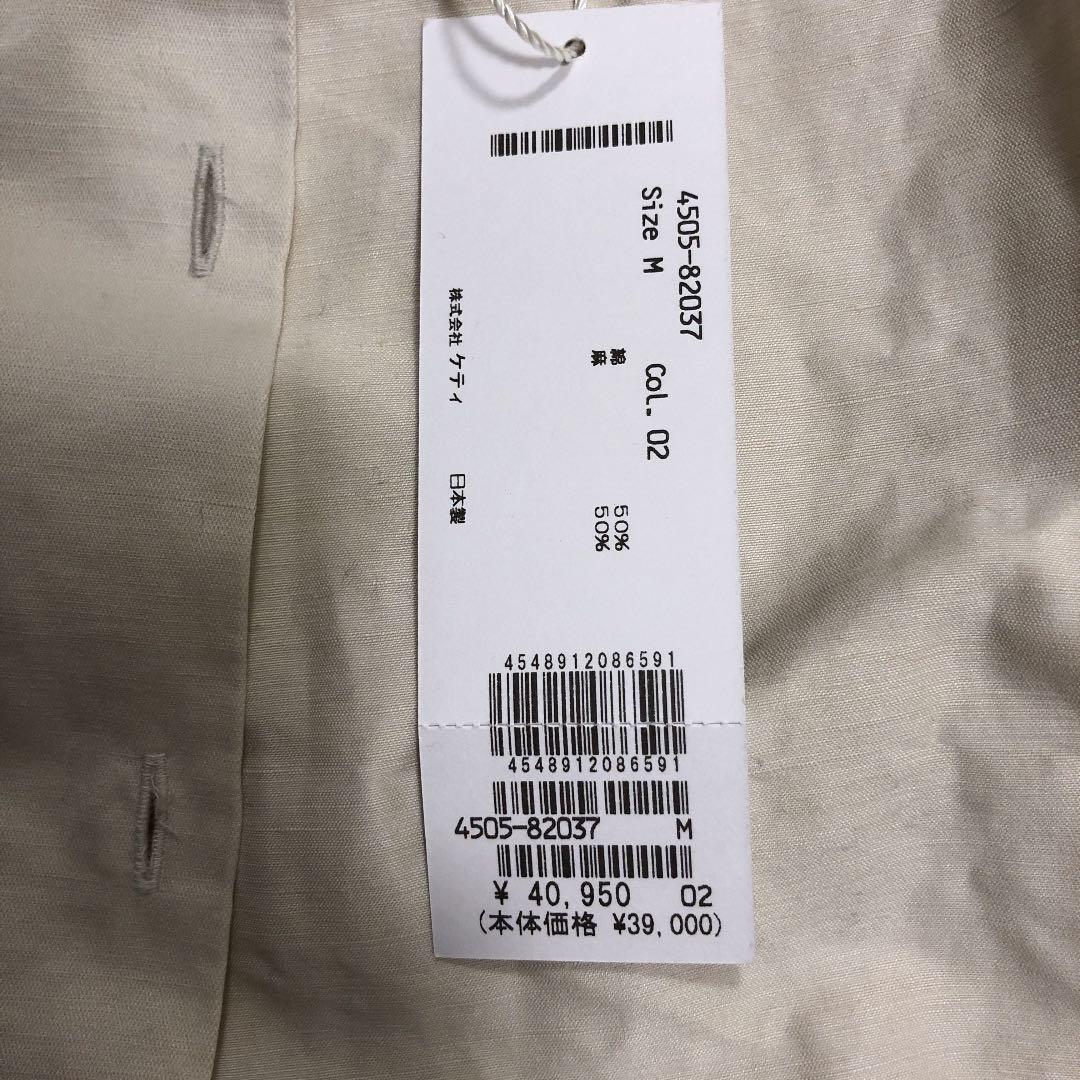 4505-82037
Size M Col. 02
綿 50%
麻 50%
株式会社 ケティ 日本製
4548912086591
4548912086591
4505-82037 M
¥ 40,950 02
(本体価格 ¥39,000)